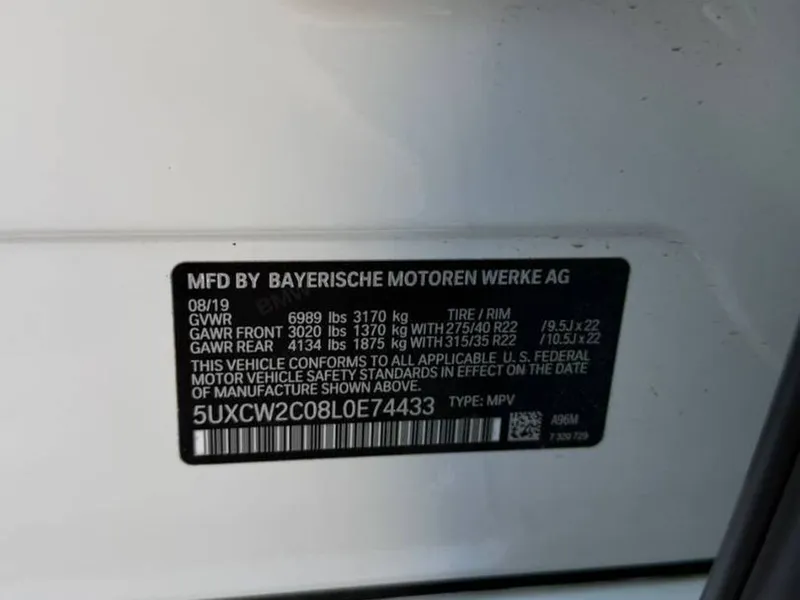 MFD BY BAYERISCHE MOTOREN WERKE AG
08/19 BMW
GVWR 6989 lbs 3170 kg TIRE / RIM
GAWR FRONT 3020 lbs 1370 kg WITH 275/40 R22 /9.5J x 22
GAWR REAR 4134 lbs 1875 kg WITH 315/35 R22 /10.5J x 22
THIS VEHICLE CONFORMS TO ALL APPLICABLE U. S. FEDERAL
MOTOR VEHICLE SAFETY STANDARDS IN EFFECT ON THE DATE
OF MANUFACTURE SHOWN ABOVE.
5UXCW2C08L0E74433 TYPE: MPV
A96M
7 320 725